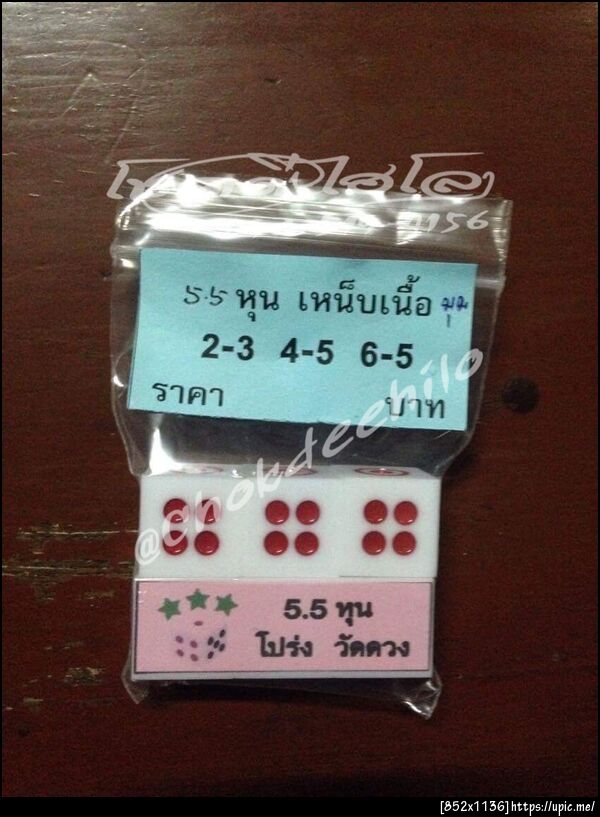 5.5 หุน เหน็บเนื้อ มุม
2-3 4-5 6-5
ราคา บาท
@chokdeehilo
5.5 หุน
โปร่ง วัดดวง
[852x1136]https://upic.me/